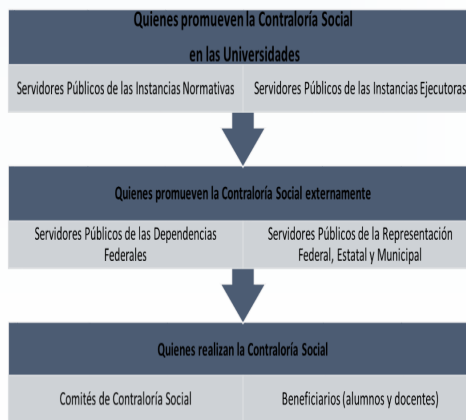 Quienes promueven la Contraloría Social
en las Universidades
Servidores Públicos de las Instancias Normativas
Servidores Públicos de las Instancias Ejecutoras
Quienes promueven la Contraloría Social externamente
Servidores Públicos de las Dependencias
Federales
Servidores Públicos de la Representación
Federal, Estatal y Municipal
Quienes realizan la Contraloría Social
Comités de Contraloría Social
Beneficiarios (alumnos y docentes)